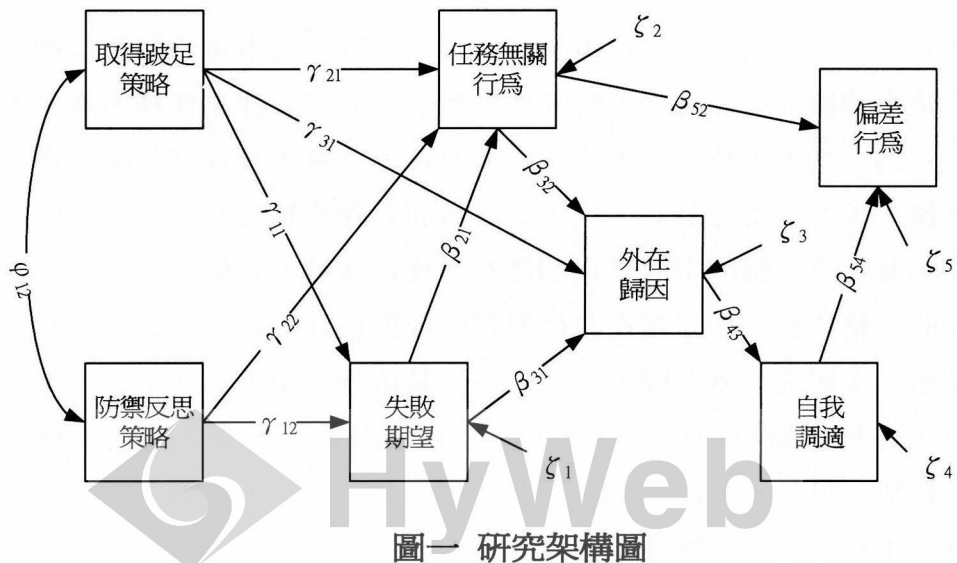 取得跛足
策略
γ21
任務無關
行爲
ζ2
β52
偏差
行爲
γ31
β32
γ11
β21
外在
歸因
ζ3
β54
ζ5
φ12
γ22
β43
β31
防禦反思
策略
γ12
失敗
期望
ζ1
自我
調適
ζ4
HyWeb
圖一 研究架構圖